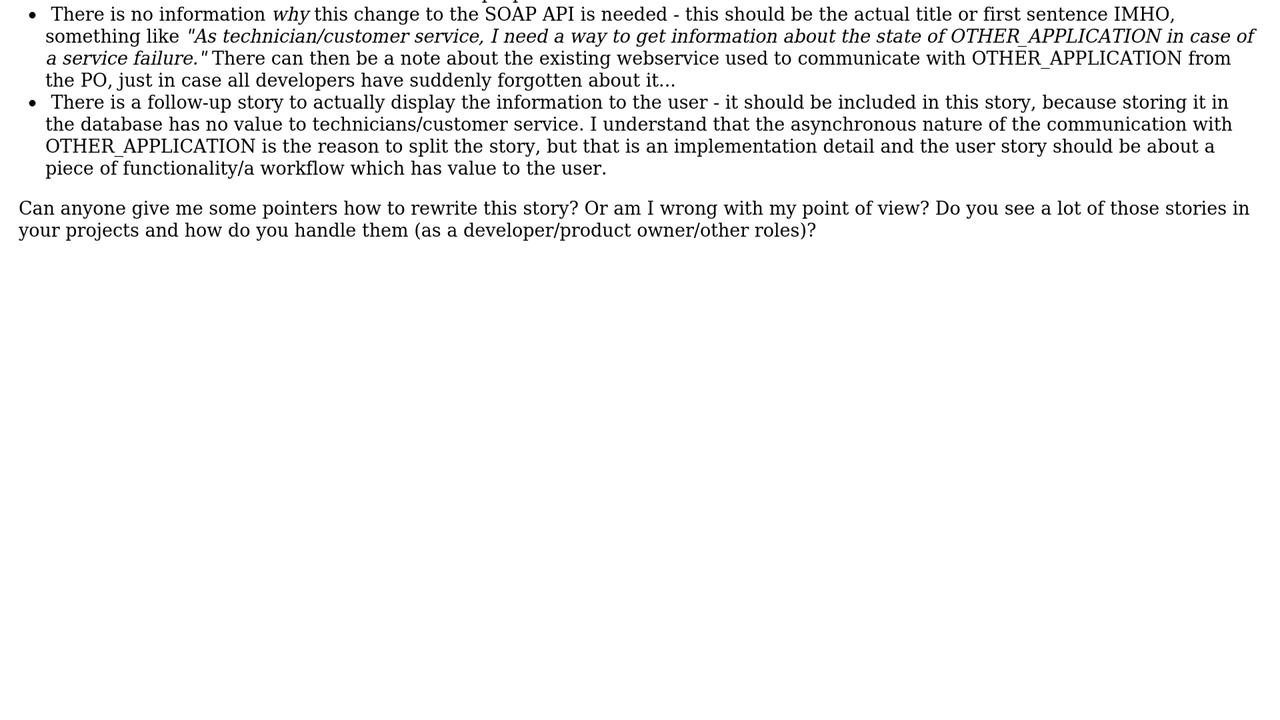 There is no information why this change to the SOAP API is needed - this should be the actual title or first sentence IMHO,
something like "As technician/customer service, I need a way to get information about the state of OTHER_APPLICATION in case of
a service failure." There can then be a note about the existing webservice used to communicate with OTHER_APPLICATION from
the PO, just in case all developers have suddenly forgotten about it...
There is a follow-up story to actually display the information to the user - it should be included in this story, because storing it in
the database has no value to technicians/customer service. I understand that the asynchronous nature of the communication with
OTHER_APPLICATION is the reason to split the story, but that is an implementation detail and the user story should be about a
piece of functionality/a workflow which has value to the user.
Can anyone give me some pointers how to rewrite this story? Or am I wrong with my point of view? Do you see a lot of those stories in
your projects and how do you handle them (as a developer/product owner/other roles)?